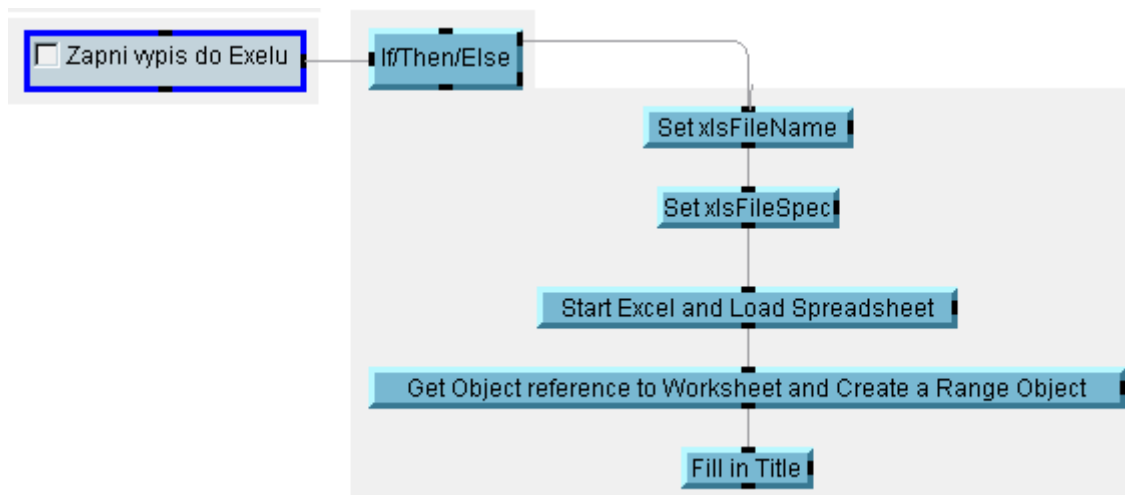 Zapni vypis do Exelu
If/Then/Else
Set xlsFileName
Set xlsFileSpec
Start Excel and Load Spreadsheet
Get Object reference to Worksheet and Create a Range Object
Fill in Title